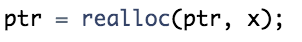 ptr = realloc(ptr, x);